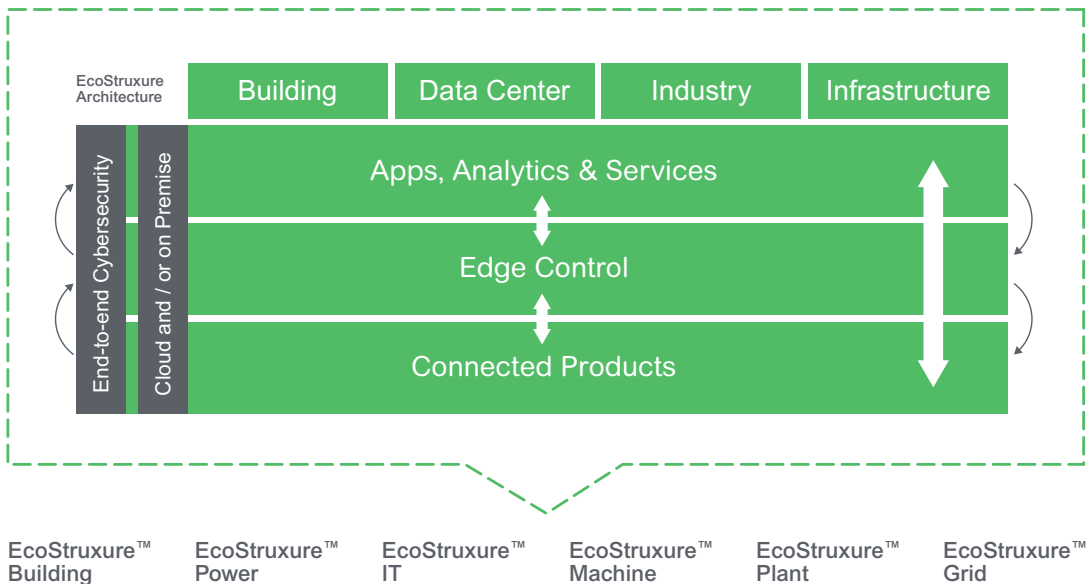 EcoStruxure
Architecture
Building
Data Center
Industry
Infrastructure
End-to-end Cybersecurity
Cloud and / or on Premise
Apps, Analytics & Services
Edge Control
Connected Products
EcoStruxure™
Building
EcoStruxure™
Power
EcoStruxure™
IT
EcoStruxure™
Machine
EcoStruxure™
Plant
EcoStruxure™
Grid